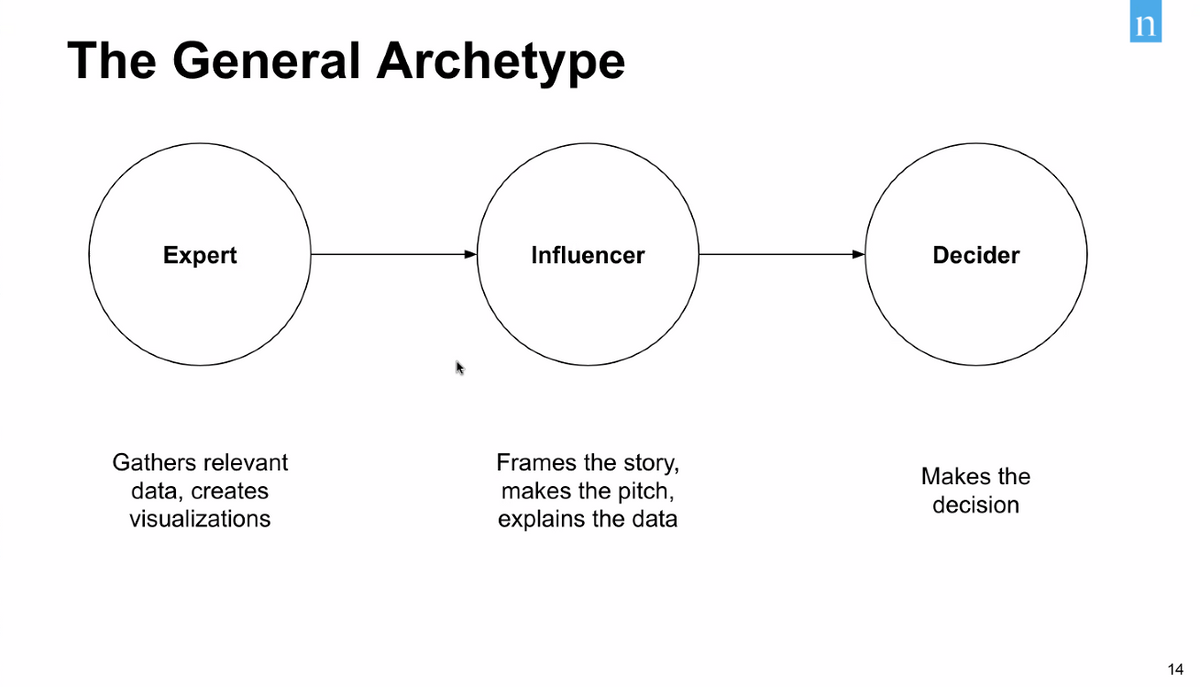 n
The General Archetype
Expert
Influencer
Decider
Gathers relevant
data, creates
visualizations
Frames the story,
makes the pitch,
explains the data
Makes the
decision
14